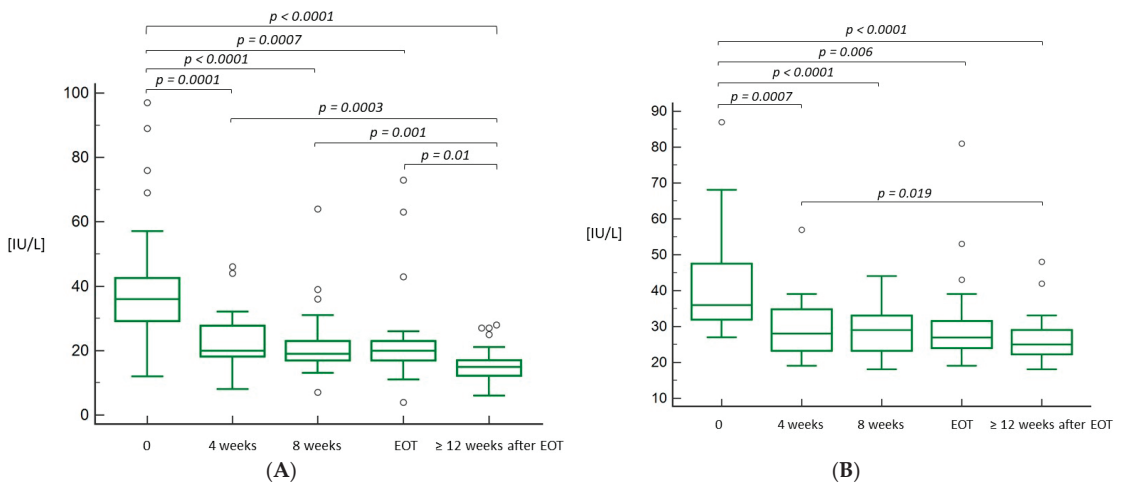 p < 0.0001
p = 0.0007
p < 0.0001
p = 0.0001
p = 0.0003
p = 0.001
p = 0.01
100
80
60
40
20
0
[IU/L]
0 4 weeks 8 weeks EOT ≥ 12 weeks after EOT
(A)
p < 0.0001
p = 0.006
p < 0.0001
p = 0.0007
p = 0.019
90
80
70
60
50
40
30
20
10
[IU/L]
0 4 weeks 8 weeks EOT ≥ 12 weeks after EOT
(B)